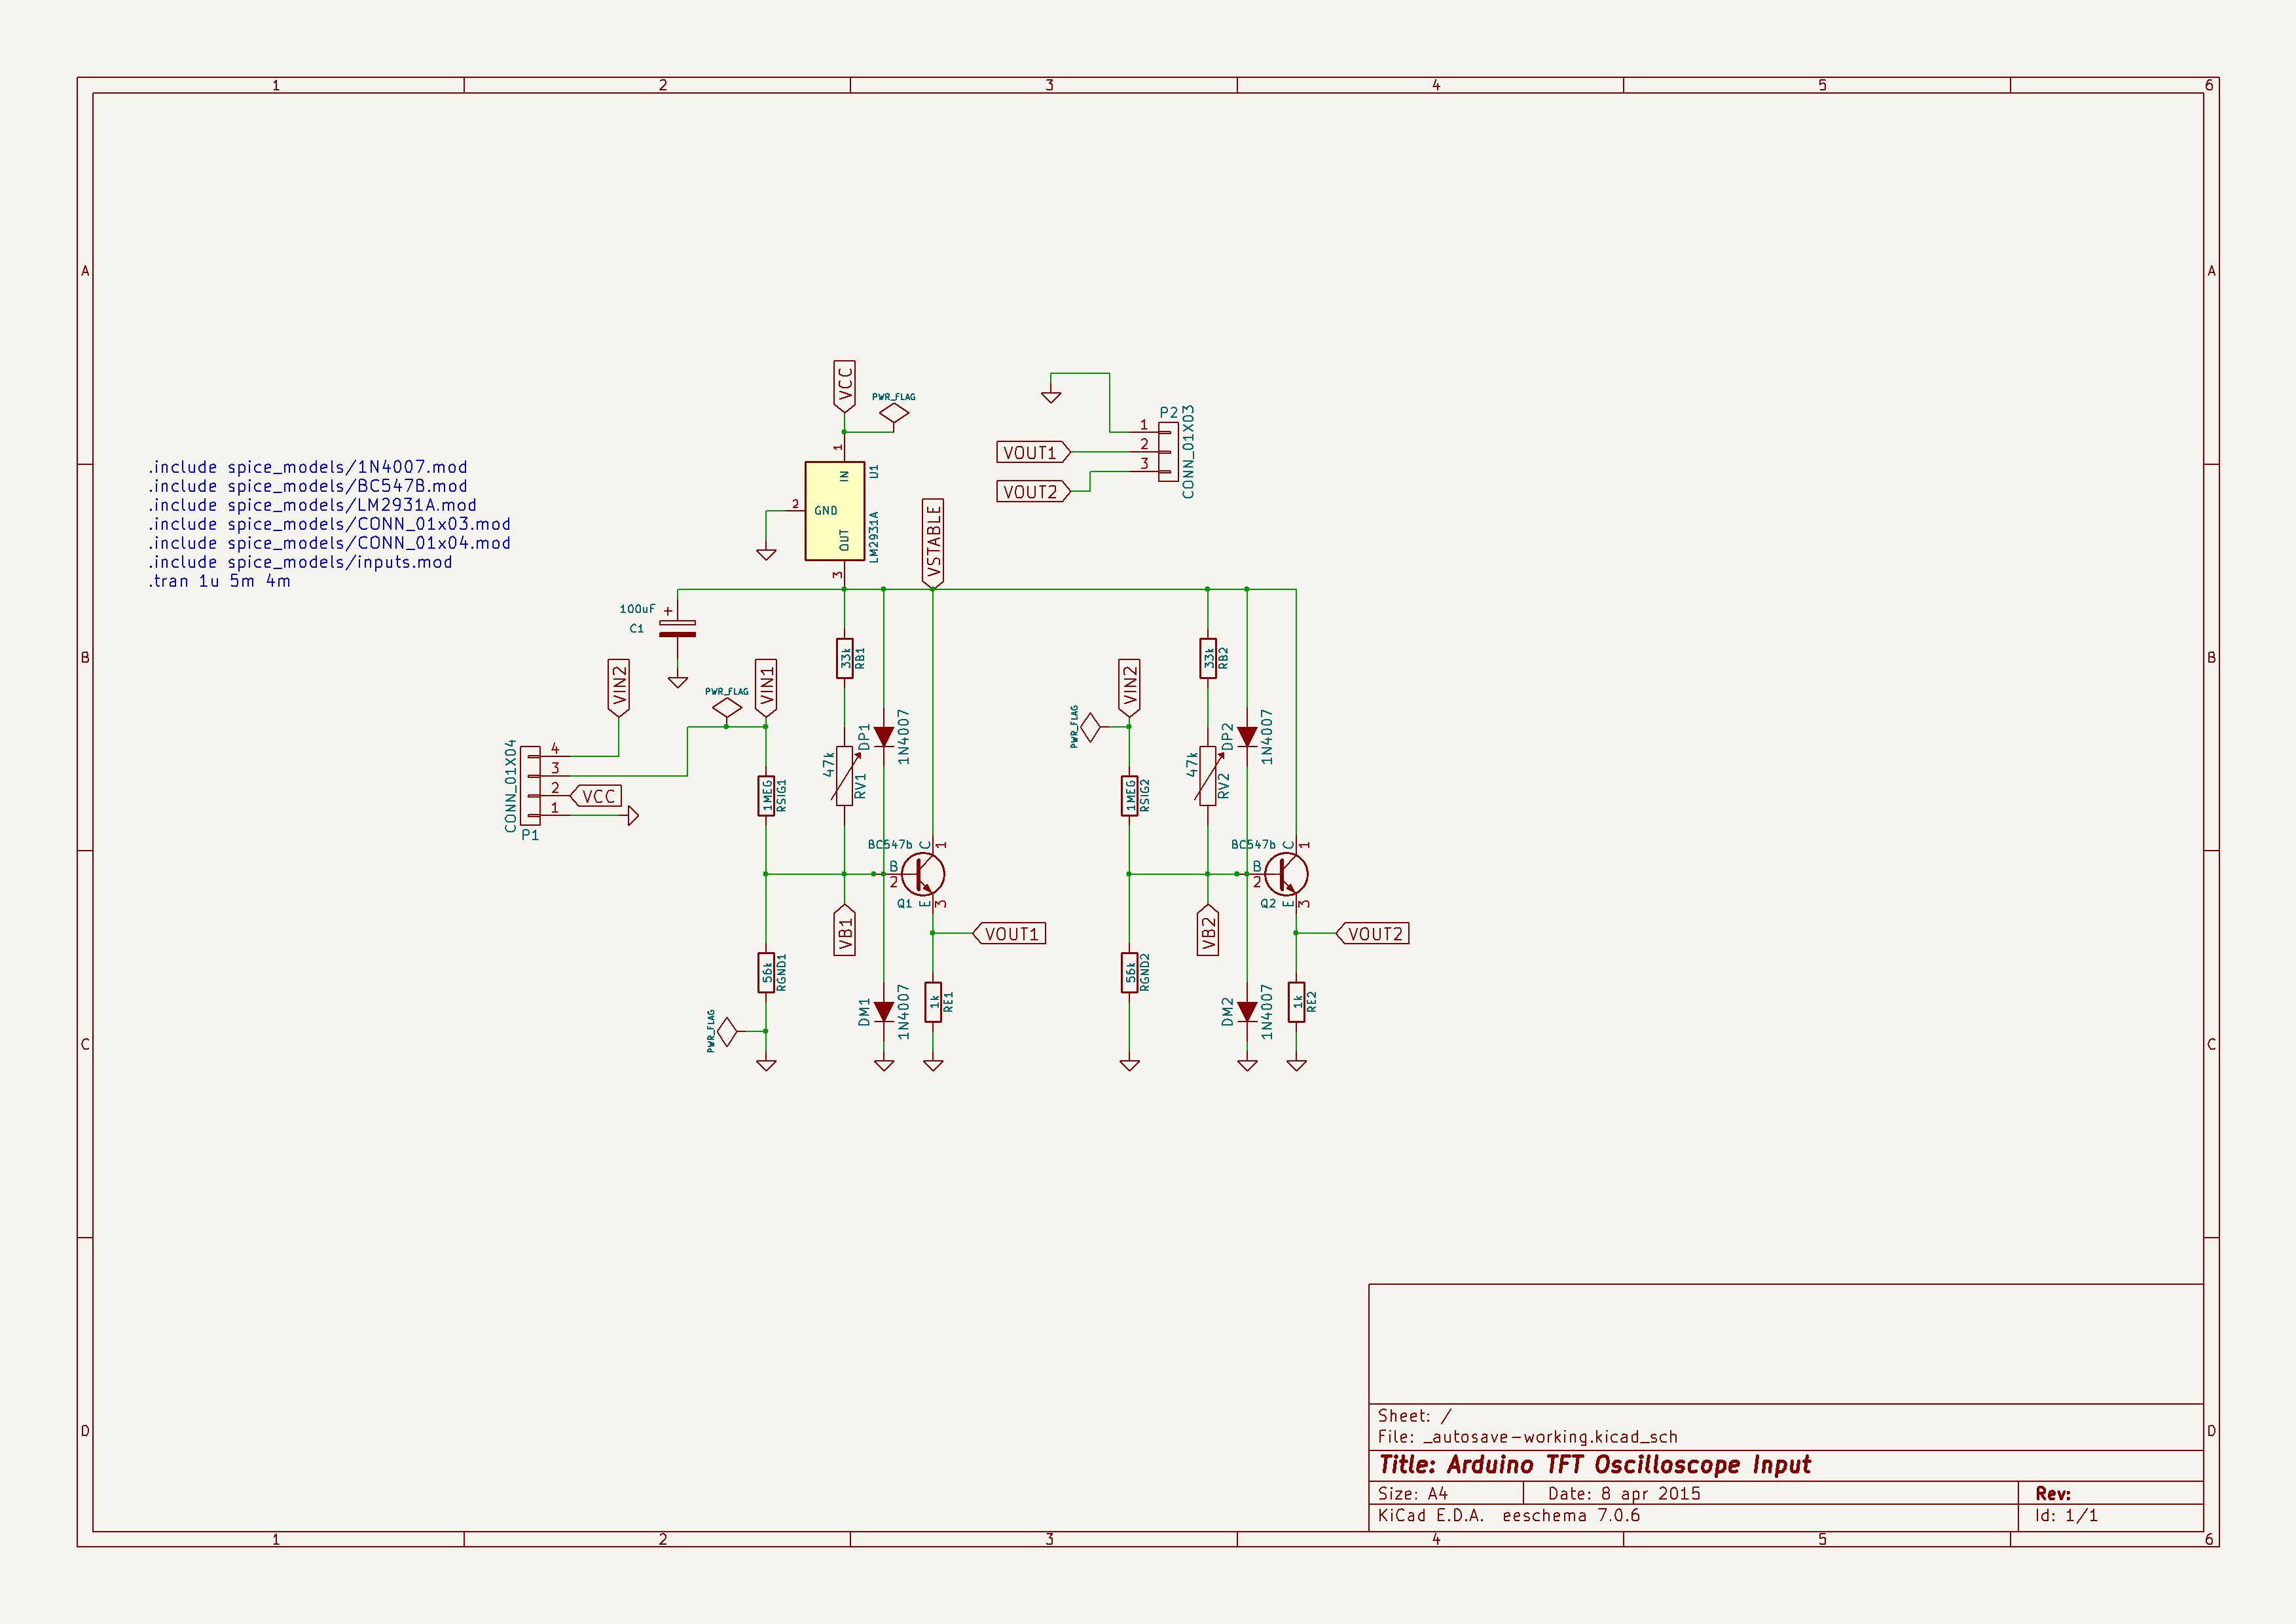 1 2 3 4 5 6
A A
VCC
PWR_FLAG
1
IN
U1
2
GND
OUT
LM2931A
3
VSTABLE
P2
CONN_01X03
1
2
3
VOUT1
VOUT2
.include spice_models/1N4007.mod
.include spice_models/BC547B.mod
.include spice_models/LM2931A.mod
.include spice_models/CONN_01x03.mod
.include spice_models/CONN_01x04.mod
.include spice_models/inputs.mod
.tran 1u 5m 4m
100uF +
C1
B B
VIN2
PWR_FLAG
VIN1
33k
RB1
DP1
1N4007
47k
RV1
1MEG
RSIG1
CONN_01X04
4
3
2
1
VCC
P1
BC547b
C
1
B
2
Q1
E
3
VB1
VOUT1
56k
RGND1
PWR_FLAG
DM1
1N4007
1k
RE1
VIN2
PWR_FLAG
33k
RB2
DP2
1N4007
47k
RV2
1MEG
RSIG2
BC547b
C
1
B
2
Q2
E
3
VB2
VOUT2
56k
RGND2
DM2
1N4007
1k
RE2
C C
D D
Sheet: /
File: _autosave-working.kicad_sch
Title: Arduino TFT Oscilloscope Input
Size: A4 Date: 8 apr 2015 Rev:
KiCad E.D.A. eeschema 7.0.6 Id: 1/1
1 2 3 4 5 6